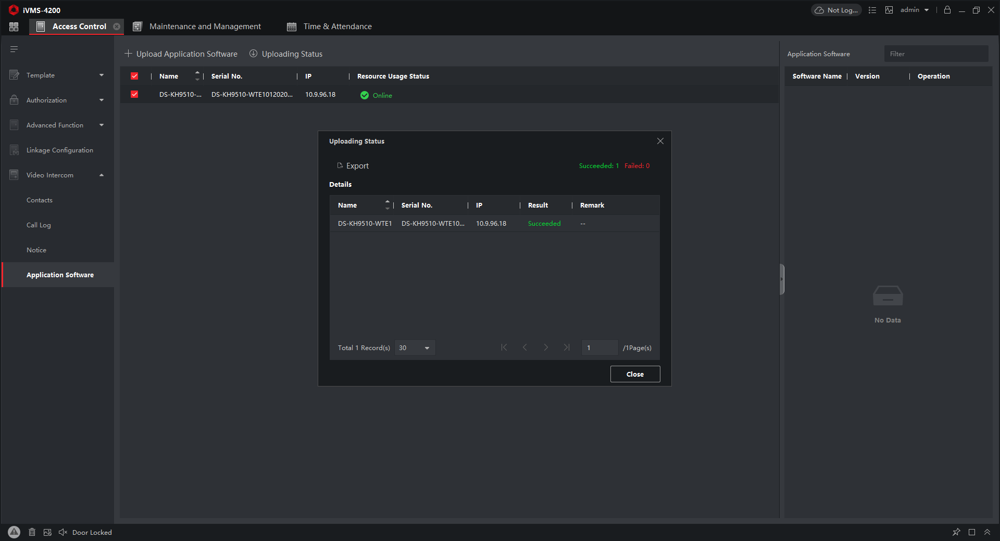 iVMS-4200
Not Log...
admin
Access Control
Maintenance and Management
Time & Attendance
Template
Authorization
Advanced Function
Linkage Configuration
Video Intercom
Contacts
Call Log
Notice
Application Software
Upload Application Software
Uploading Status
Name
Serial No.
IP
Resource Usage Status
DS-KH9510-...
DS-KH9510-WTE1012020...
10.9.96.18
Online
Uploading Status
Export
Succeeded: 1
Failed: 0
Details
Name
Serial No.
IP
Result
Remark
DS-KH9510-WTE1
DS-KH9510-WTE10...
10.9.96.18
Succeeded
--
Total 1 Record(s)
30
1
/1Page(s)
Close
Application Software
Filter
Software Name
Version
Operation
No Data
Door Locked